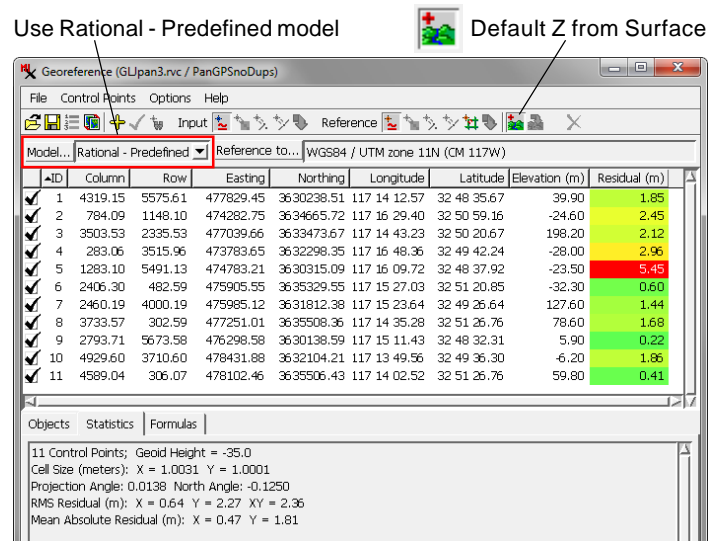 Use Rational - Predefined model
Default Z from Surface
Georeference (GLJpan3.rvc / PanGPSnoDups)
File Control Points Options Help
Input Reference
Model... Rational - Predefined Reference to... WGS84 / UTM zone 11N (CM 117W)
ID Column Row Easting Northing Longitude Latitude Elevation (m) Residual (m)
1 4319.15 5575.61 477829.45 3630238.51 117 14 12.57 32 48 35.67 39.90 1.85
2 784.09 1148.10 474282.75 3634665.72 117 16 29.40 32 50 59.16 -24.60 2.45
3 3503.53 2335.53 477039.66 3633473.67 117 14 43.23 32 50 20.67 198.20 2.12
4 283.06 3515.96 473783.65 3632298.35 117 16 48.36 32 49 42.24 -28.00 2.96
5 1283.10 5491.13 474783.21 3630315.09 117 16 09.72 32 48 37.92 -23.50 5.45
6 2406.30 482.59 475905.55 3635329.55 117 15 27.03 32 51 20.85 -32.30 0.60
7 2460.19 4000.19 475985.12 3631812.38 117 15 23.64 32 49 26.64 127.60 1.44
8 3733.57 302.59 477251.01 3635508.36 117 14 35.28 32 51 26.76 78.60 1.68
9 2793.71 5673.58 476298.58 3630138.59 117 15 11.43 32 48 32.31 5.90 0.22
10 4929.60 3710.60 478431.88 3632104.21 117 13 49.56 32 49 36.30 -6.20 1.86
11 4589.04 306.07 478102.46 3635506.43 117 14 02.52 32 51 26.76 59.80 0.41
Objects Statistics Formulas
11 Control Points; Geoid Height = -35.0
Cell Size (meters): X = 1.0031 Y = 1.0001
Projection Angle: 0.0138 North Angle: -0.1250
RMS Residual (m): X = 0.64 Y = 2.27 XY = 2.36
Mean Absolute Residual (m): X = 0.47 Y = 1.81